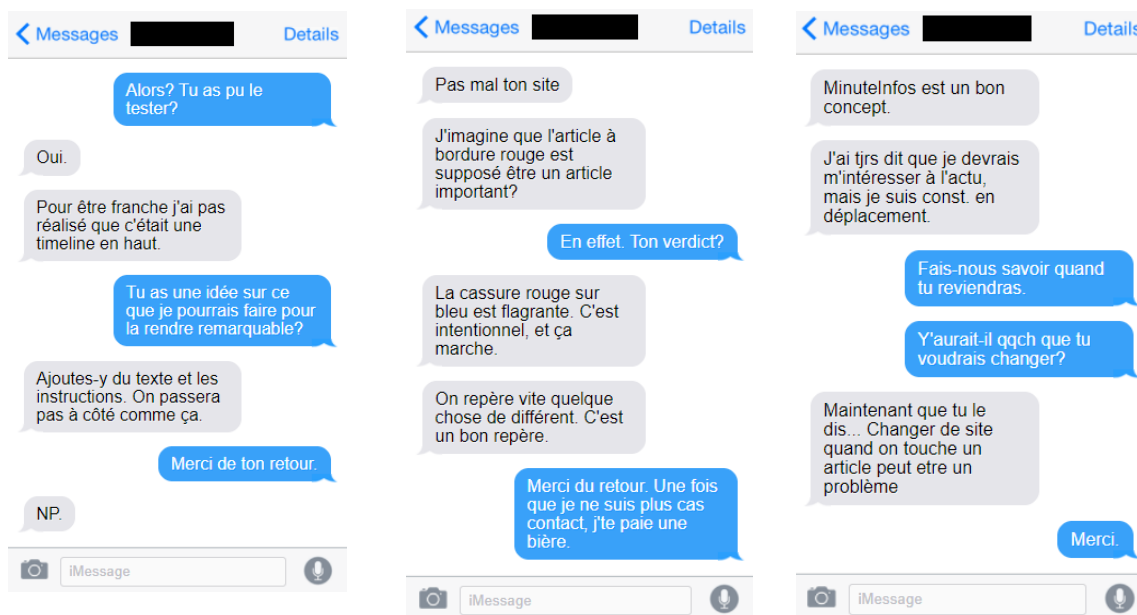 Messages
Details
Alors? Tu as pu le
tester?
Oui.
Pour être franche j'ai pas
réalisé que c'était une
timeline en haut.
Tu as une idée sur ce
que je pourrais faire pour
la rendre remarquable?
Ajoutes-y du texte et les
instructions. On passera
pas à côté comme ça.
Merci de ton retour.
NP.
iMessage
Messages
Details
Pas mal ton site
J'imagine que l'article à
bordure rouge est
supposé être un article
important?
En effet. Ton verdict?
La cassure rouge sur
bleu est flagrante. C'est
intentionnel, et ça
marche.
On repère vite quelque
chose de différent. C'est
un bon repère.
Merci du retour. Une fois
que je ne suis plus cas
contact, j'te paie une
bière.
iMessage
Messages
Details
MinuteInfos est un bon
concept.
J'ai tjrs dit que je devrais
m'intéresser à l'actu,
mais je suis const. en
déplacement.
Fais-nous savoir quand
tu reviendras.
Y'aurait-il qqch que tu
voudrais changer?
Maintenant que tu le
dis... Changer de site
quand on touche un
article peut etre un
problème
Merci.
iMessage